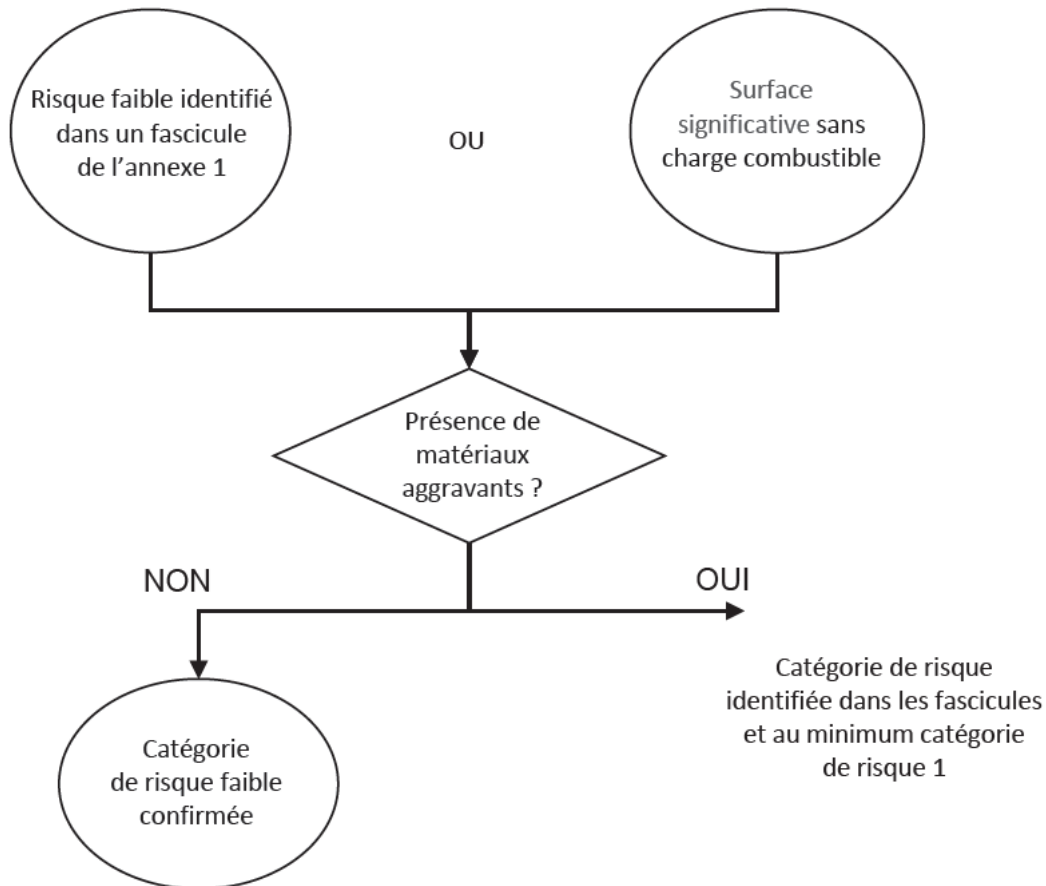 Risque faible identifié
dans un fascicule
de l’annexe 1
OU
Surface
significative sans
charge combustible
Présence de
matériaux
aggravants ?
NON
OUI
Catégorie
de risque faible
confirmée
Catégorie de risque
identifiée dans les fascicules
et au minimum catégorie
de risque 1